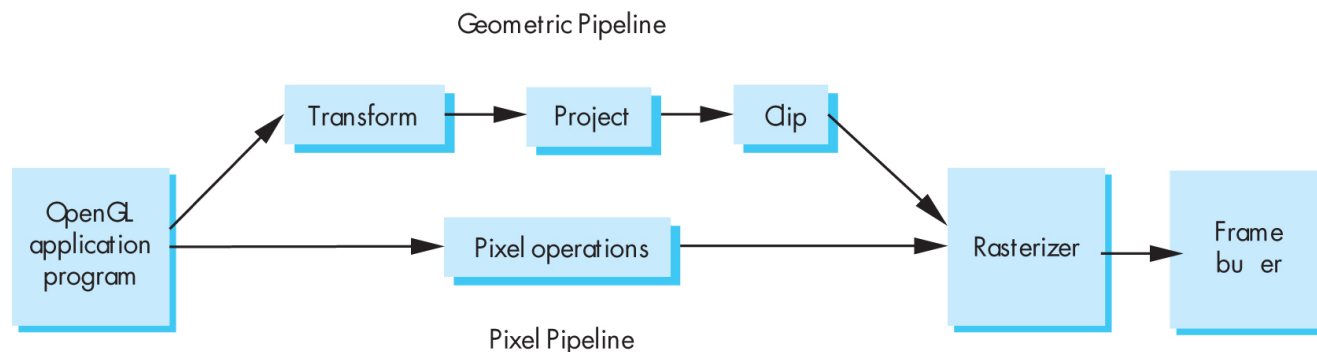 Geometric Pipeline
Transform
Project
Clip
OpenGL
application
program
Pixel operations
Rasterizer
Frame
bu er
Pixel Pipeline